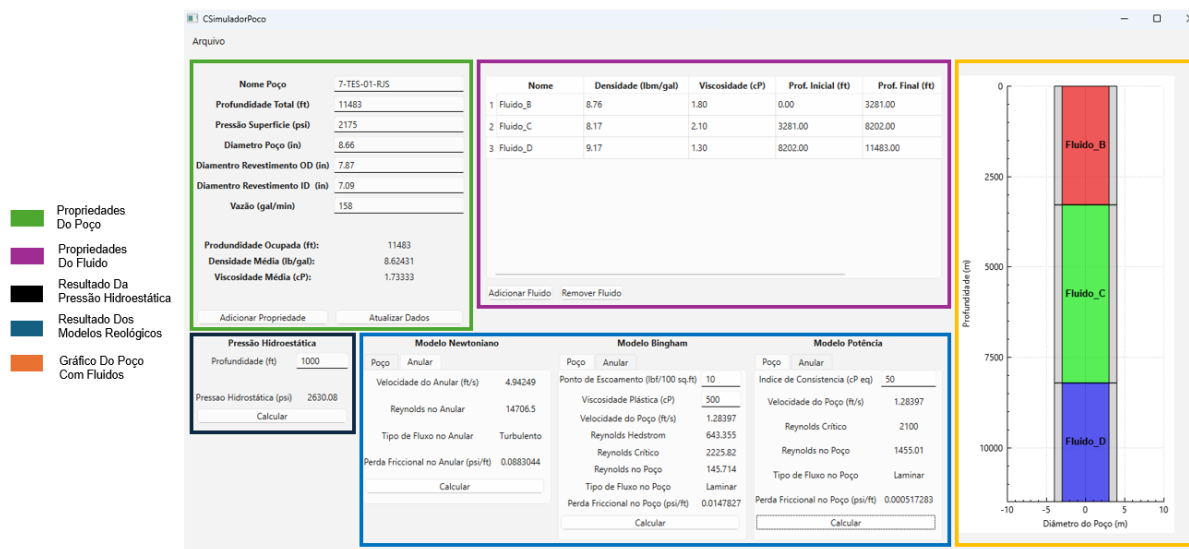 CSimuladorPoco
Arquivo
Propriedades
Do Poço
Propriedades
Do Fluido
Resultado Da
Pressão Hidroestática
Resultado Dos
Modelos Reológicos
Gráfico Do Poço
Com Fluidos
Nome Poço 7-TES-01-RJS
Profundidade Total (ft) 11483
Pressão Superficie (psi) 2175
Diametro Poço (in) 8.66
Diamentro Revestimento OD (in) 7.87
Diamentro Revestimento ID (in) 7.09
Vazão (gal/min) 158
Produndidade Ocupada (ft): 11483
Densidade Média (lb/gal): 8.62431
Viscosidade Média (cP): 1.73333
Adicionar Propriedade Atualizar Dados
Nome Densidade (lbm/gal) Viscosidade (cP) Prof. Inicial (ft) Prof. Final (ft)
1 Fluido_B 8.76 1.80 0.00 3281.00
2 Fluido_C 8.17 2.10 3281.00 8202.00
3 Fluido_D 9.17 1.30 8202.00 11483.00
Adicionar Fluido Remover Fluido
Pressão Hidroestática
Profundidade (ft) 1000
Pressao Hidrostática (psi) 2630.08
Calcular
Modelo Newtoniano
Poço Anular
Velocidade do Anular (ft/s) 4.94249
Reynolds no Anular 14706.5
Tipo de Fluxo no Anular Turbulento
Perda Friccional no Anular (psi/ft) 0.0883044
Calcular
Modelo Bingham
Poço Anular
Ponto de Escoamento (lbf/100 sq.ft) 10
Viscosidade Plástica (cP) 500
Velocidade do Poço (ft/s) 1.28397
Reynolds Hedstrom 643.355
Reynolds Crítico 2225.82
Reynolds no Poço 145.714
Tipo de Fluxo no Poço Laminar
Perda Friccional no Poço (psi/ft) 0.0147827
Calcular
Modelo Potência
Poço Anular
Indice de Consistencia (cP eq) 50
Velocidade do Poço (ft/s) 1.28397
Reynolds Crítico 2100
Reynolds no Poço 1455.01
Tipo de Fluxo no Poço Laminar
Perda Friccional no Poço (psi/ft) 0.000517283
Calcular
Profundidade (m)
0
2500
5000
7500
10000
Fluido_B
Fluido_C
Fluido_D
-10 -5 0 5 10
Diâmetro do Poço (m)